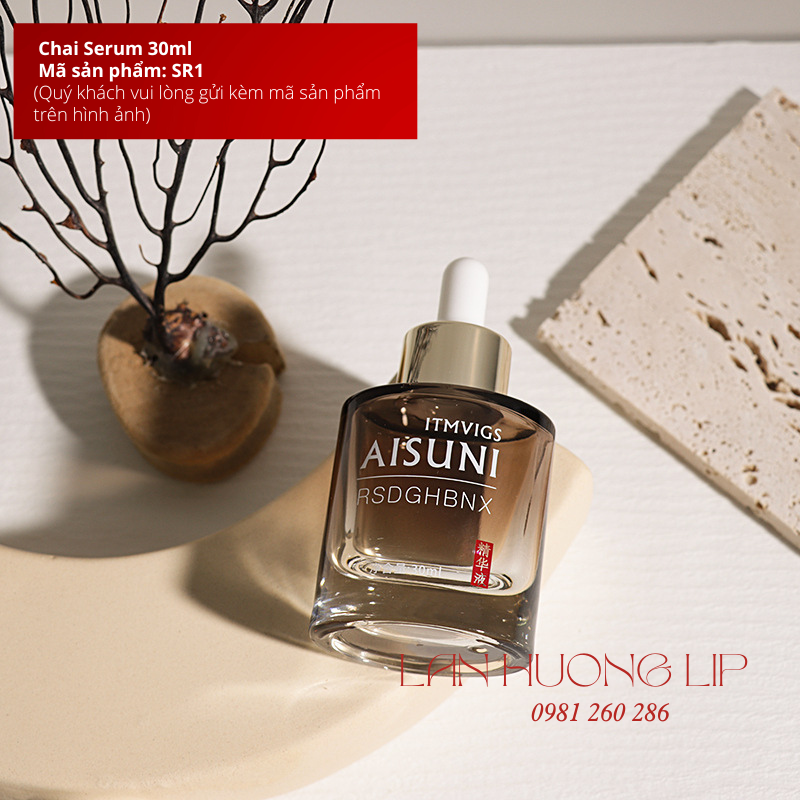 Chai Serum 30ml
Mã sản phẩm: SR1
(Quý khách vui lòng gửi kèm mã sản phẩm
trên hình ảnh)
ITMVIGS
AISUNI
RSDGHBNX
精华液
30ml
LAN HUONG LIP
0981 260 286